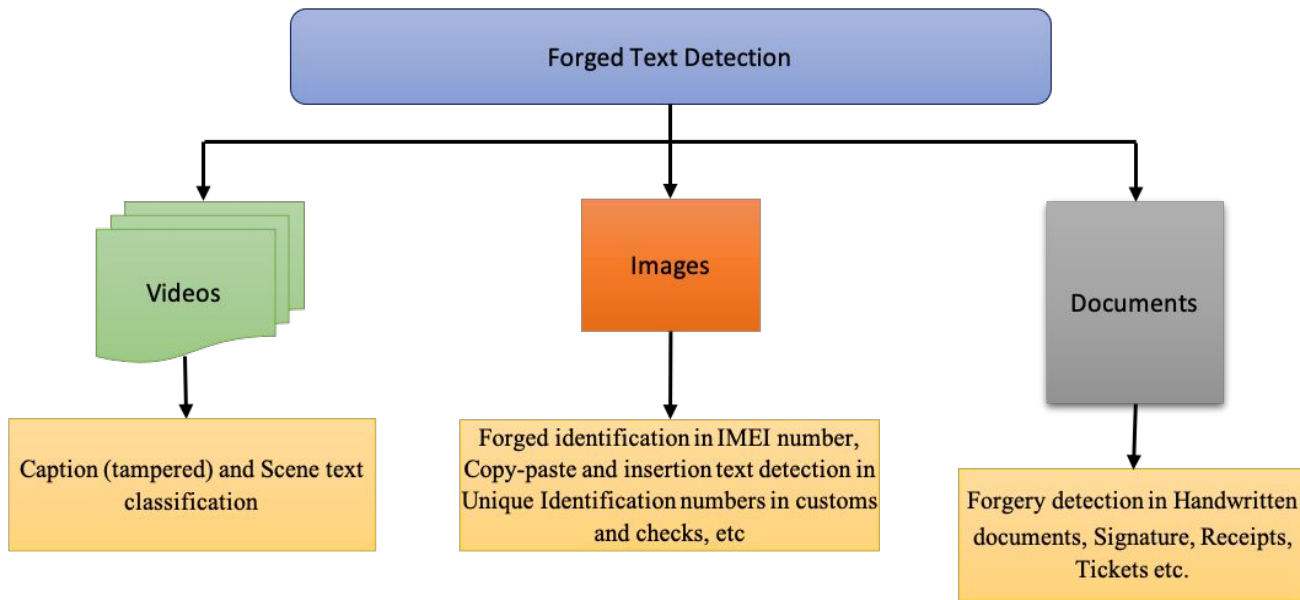 Forged Text Detection
Videos
Images
Documents
Caption (tampered) and Scene text
classification
Forged identification in IMEI number,
Copy-paste and insertion text detection in
Unique Identification numbers in customs
and checks, etc
Forgery detection in Handwritten
documents, Signature, Receipts,
Tickets etc.